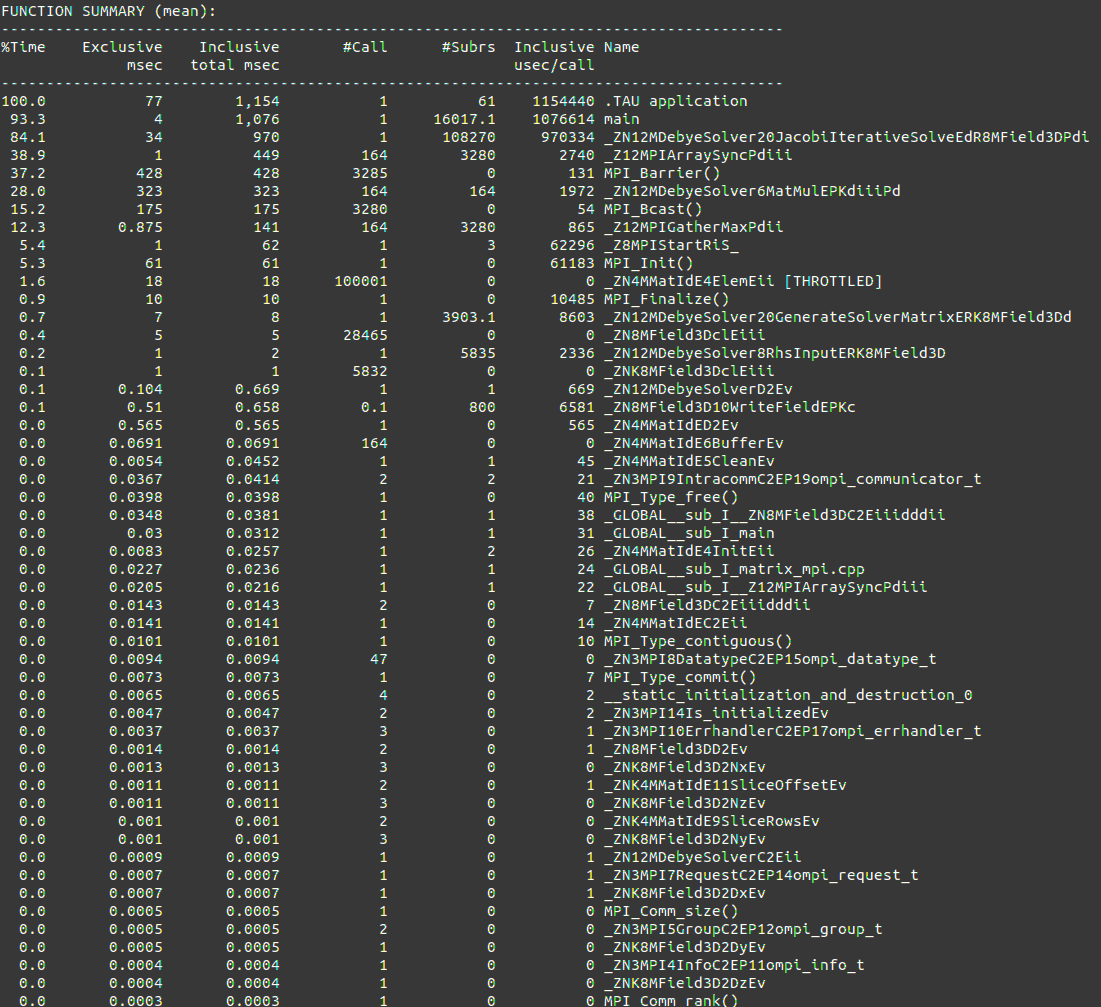 FUNCTION SUMMARY (mean):
---------------------------------------------------------------------------------------
%Time Exclusive Inclusive #Call #Subrs Inclusive Name
msec total msec usec/call
---------------------------------------------------------------------------------------
100.0 77 1,154 1 61 1154440 .TAU application
93.3 4 1,076 1 16017.1 1076614 main
84.1 34 970 1 108270 970334 _ZN12MDebyeSolver20JacobiIterativeSolveEdR8MField3DPdi
38.9 1 449 164 3280 2740 _Z12MPIArraySyncPdiii
37.2 428 428 3285 0 131 MPI_Barrier()
28.0 323 323 164 164 1972 _ZN12MDebyeSolver6MatMulEPKdiiiPd
15.2 175 175 3280 0 54 MPI_Bcast()
12.3 0.875 141 164 3280 865 _Z12MPIGatherMaxPdii
5.4 1 62 1 3 62296 _Z8MPIStartRiS_
5.3 61 61 1 0 61183 MPI_Init()
1.6 18 18 100001 0 0 _ZN4MMatIdE4ElemEii [THROTTLED]
0.9 10 10 1 0 10485 MPI_Finalize()
0.7 7 8 1 3903.1 8603 _ZN12MDebyeSolver20GenerateSolverMatrixERK8MField3Dd
0.4 5 5 28465 0 0 _ZN8MField3DclEiii
0.2 1 2 1 5835 2336 _ZN12MDebyeSolver8RhsInputERK8MField3D
0.1 1 1 5832 0 0 _ZNK8MField3DclEiii
0.1 0.104 0.669 1 1 669 _ZN12MDebyeSolverD2Ev
0.1 0.51 0.658 0.1 800 6581 _ZN8MField3D10WriteFieldEPKc
0.0 0.565 0.565 1 0 565 _ZN4MMatIdED2Ev
0.0 0.0691 0.0691 164 0 0 _ZN4MMatIdE6BufferEv
0.0 0.0054 0.0452 1 1 45 _ZN4MMatIdE5CleanEv
0.0 0.0367 0.0414 2 2 21 _ZN3MPI9IntracommC2EP19ompi_communicator_t
0.0 0.0398 0.0398 1 0 40 MPI_Type_free()
0.0 0.0348 0.0381 1 1 38 _GLOBAL__sub_I__ZN8MField3DC2Eiiidddii
0.0 0.03 0.0312 1 1 31 _GLOBAL__sub_I_main
0.0 0.0083 0.0257 1 2 26 _ZN4MMatIdE4InitEii
0.0 0.0227 0.0236 1 1 24 _GLOBAL__sub_I_matrix_mpi.cpp
0.0 0.0205 0.0216 1 1 22 _GLOBAL__sub_I__Z12MPIArraySyncPdiii
0.0 0.0143 0.0143 2 0 7 _ZN8MField3DC2Eiiidddii
0.0 0.0141 0.0141 1 0 14 _ZN4MMatIdEC2Eii
0.0 0.0101 0.0101 1 0 10 MPI_Type_contiguous()
0.0 0.0094 0.0094 47 0 0 _ZN3MPI8DatatypeC2EP15ompi_datatype_t
0.0 0.0073 0.0073 1 0 7 MPI_Type_commit()
0.0 0.0065 0.0065 4 0 2 __static_initialization_and_destruction_0
0.0 0.0047 0.0047 2 0 2 _ZN3MPI14Is_initializedEv
0.0 0.0037 0.0037 3 0 1 _ZN3MPI10ErrhandlerC2EP17ompi_errhandler_t
0.0 0.0014 0.0014 2 0 1 _ZN8MField3DD2Ev
0.0 0.0013 0.0013 3 0 0 _ZNK8MField3D2NxEv
0.0 0.0011 0.0011 2 0 1 _ZNK4MMatIdE11SliceOffsetEv
0.0 0.0011 0.0011 3 0 0 _ZNK8MField3D2NzEv
0.0 0.001 0.001 2 0 0 _ZNK4MMatIdE9SliceRowsEv
0.0 0.001 0.001 3 0 0 _ZNK8MField3D2NyEv
0.0 0.0009 0.0009 1 0 1 _ZN12MDebyeSolverC2Eii
0.0 0.0007 0.0007 1 0 1 _ZN3MPI7RequestC2EP14ompi_request_t
0.0 0.0007 0.0007 1 0 1 _ZNK8MField3D2DxEv
0.0 0.0005 0.0005 1 0 0 MPI_Comm_size()
0.0 0.0005 0.0005 2 0 0 _ZN3MPI5GroupC2EP12ompi_group_t
0.0 0.0005 0.0005 1 0 0 _ZNK8MField3D2DyEv
0.0 0.0004 0.0004 1 0 0 _ZN3MPI4InfoC2EP11ompi_info_t
0.0 0.0004 0.0004 1 0 0 _ZNK8MField3D2DzEv
0.0 0.0003 0.0003 1 0 0 MPI_Comm_rank()